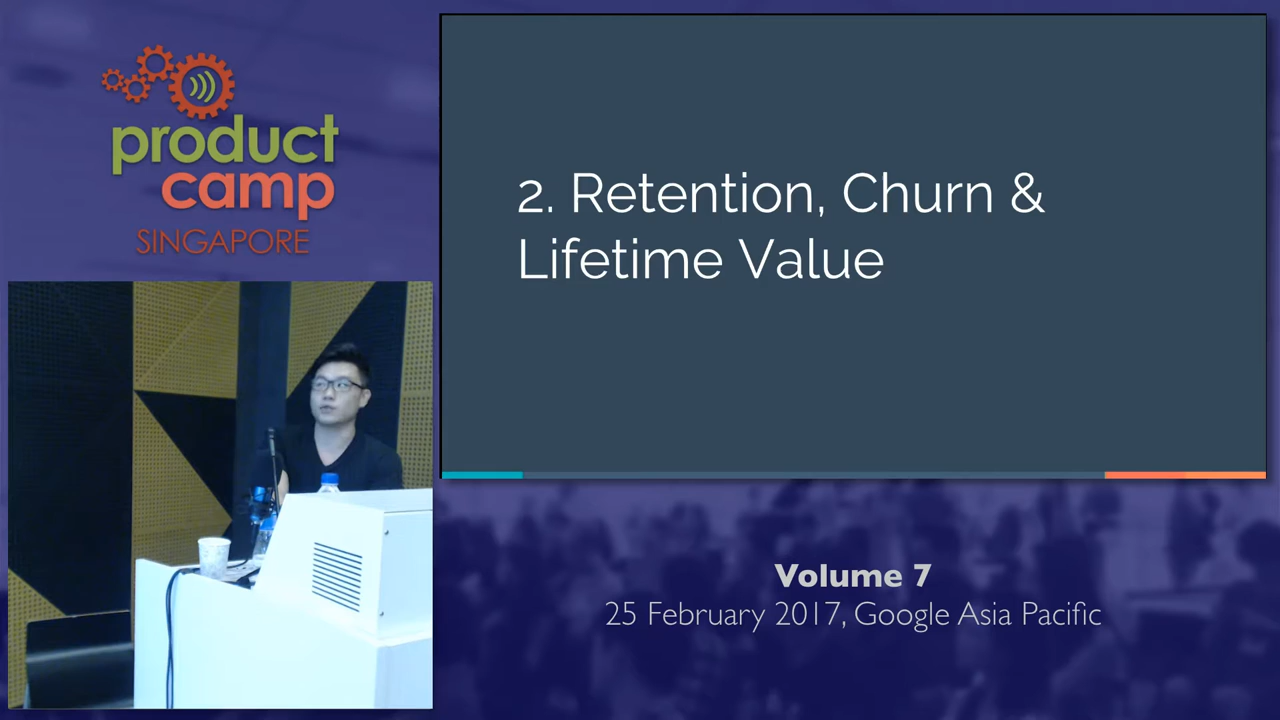 product
camp
SINGAPORE
2. Retention, Churn &
Lifetime Value
Volume 7
25 February 2017, Google Asia Pacific